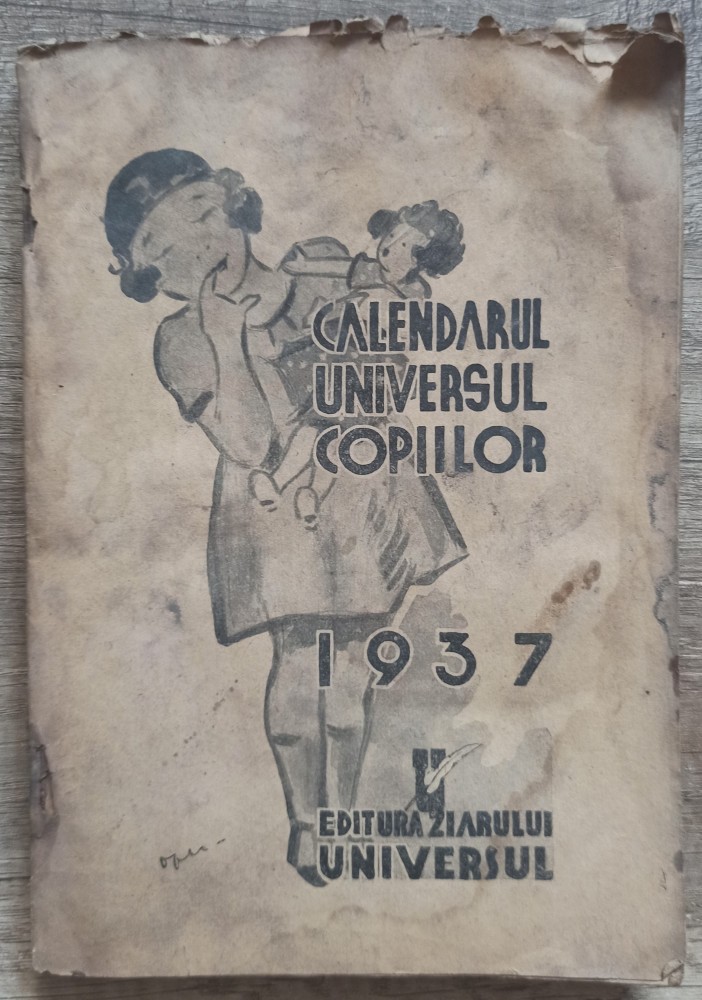 CALENDARUL
UNIVERSUL
COPIILOR
1937
U
EDITURA ZIARULUI
UNIVERSUL